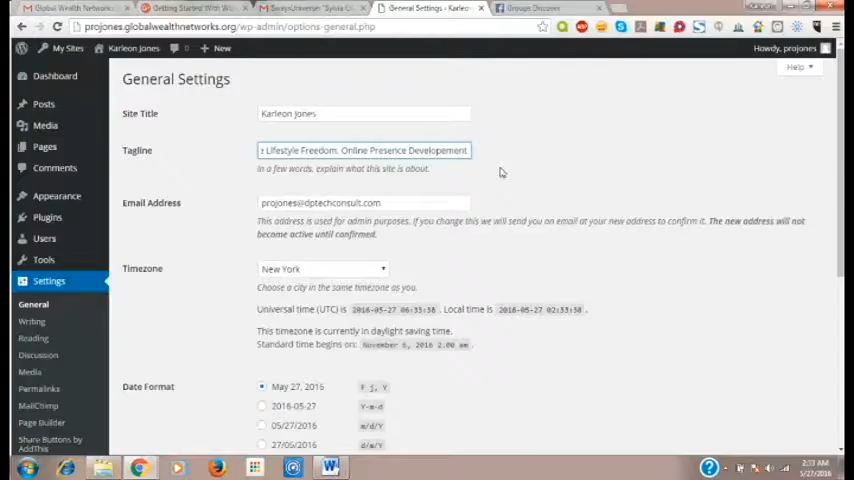 Global Wealth Networks
Getting Started With Wo
General Settings ‹ Karleon
Groups Discover
projones.globalwealthnetworks.org/wp-admin/options-general.php
My Sites
Karleon Jones
0
+ New
Howdy, projones
Dashboard
Posts
Media
Pages
Comments
Appearance
Plugins
Users
Tools
Settings
General
Writing
Reading
Discussion
Media
Permalinks
MailChimp
Page Builder
Share Buttons by
AddThis
Help
General Settings
Site Title
Karleon Jones
Tagline
Lifestyle Freedom, Online Presence Developement
In a few words, explain what this site is about.
Email Address
projones@dptechconsult.com
This address is used for admin purposes. If you change this we will send you an email at your new address to confirm it. The new address will not
become active until confirmed.
Timezone
New York
Choose a city in the same timezone as you.
Universal time (UTC) is 2016-05-27 06:33:38. Local time is 2016-05-27 02:33:38.
This timezone is currently in daylight saving time.
Standard time begins on: November 6, 2016 2:00 am.
Date Format
May 27, 2016 F j, Y
2016-05-27 Y-m-d
05/27/2016 m/d/Y
27/05/2016 d/m/Y
2:33 AM
5/27/2016